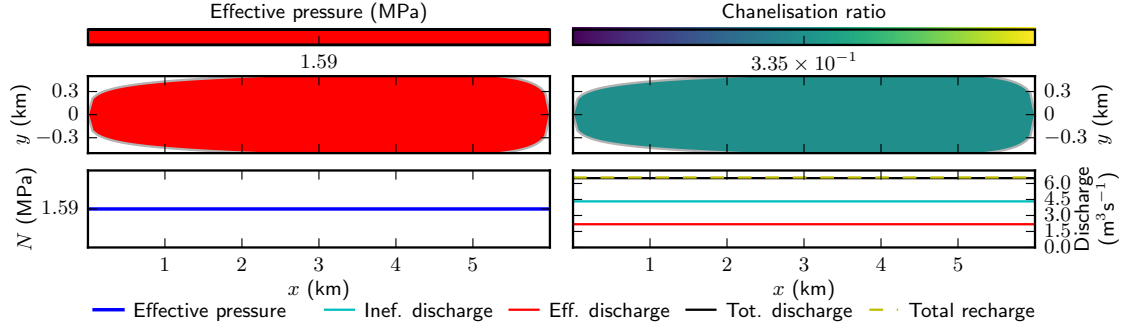 Effective pressure (MPa) Chanelisation ratio
1.59 3.35 × 10⁻¹
y (km) 0.3 0.3 y (km)
0 0
−0.3 −0.3
N (MPa) 1.59 6.0 Discharge (m³s⁻¹)
4.5
3.0
1.5
0.0
1 2 3 4 5 1 2 3 4 5
x (km) x (km)
Effective pressure Inef. discharge Eff. discharge Tot. discharge Total recharge